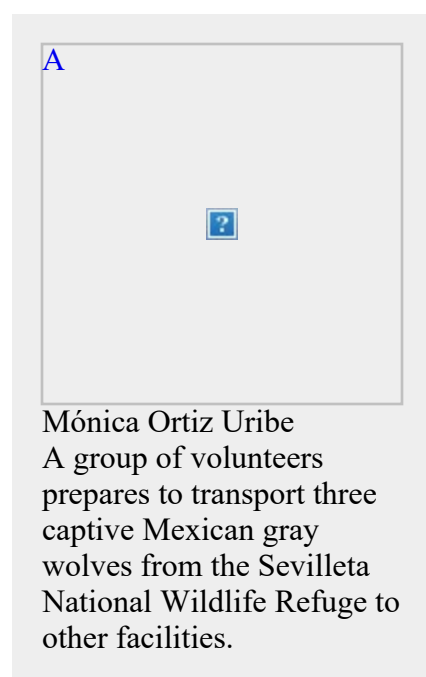 A
?
Mónica Ortiz Uribe
A group of volunteers
prepares to transport three
captive Mexican gray
wolves from the Sevilleta
National Wildlife Refuge to
other facilities.